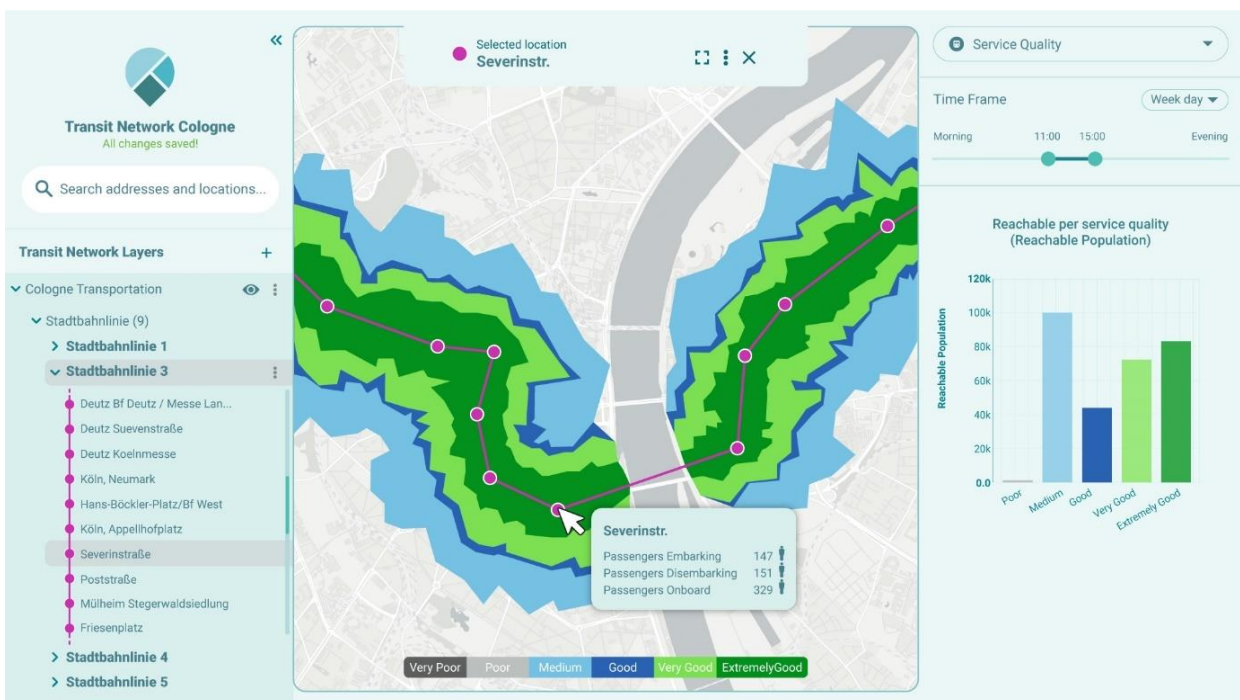 Transit Network Cologne
All changes saved!
Search addresses and locations...
Transit Network Layers
Cologne Transportation
Stadtbahnlinie (9)
Stadtbahnlinie 1
Stadtbahnlinie 3
Deutz Bf Deutz / Messe Lan...
Deutz Suevenstraße
Deutz Koelnmesse
Köln, Neumark
Hans-Böckler-Platz/Bf West
Köln, Appellhofplatz
Severinstraße
Poststraße
Mülheim Stegerwaldsiedlung
Friesenplatz
Stadtbahnlinie 4
Stadtbahnlinie 5
Selected location
Severinstr.
Severinstr.
Passengers Embarking 147
Passengers Disembarking 151
Passengers Onboard 329
Very Poor Poor Medium Good Very Good ExtremelyGood
Service Quality
Time Frame
Week day
Morning 11:00 15:00 Evening
Reachable per service quality
(Reachable Population)
Reachable Population
120k
100k
80k
60k
40k
20k
0.0
Poor Medium Good Very Good Extremely Good